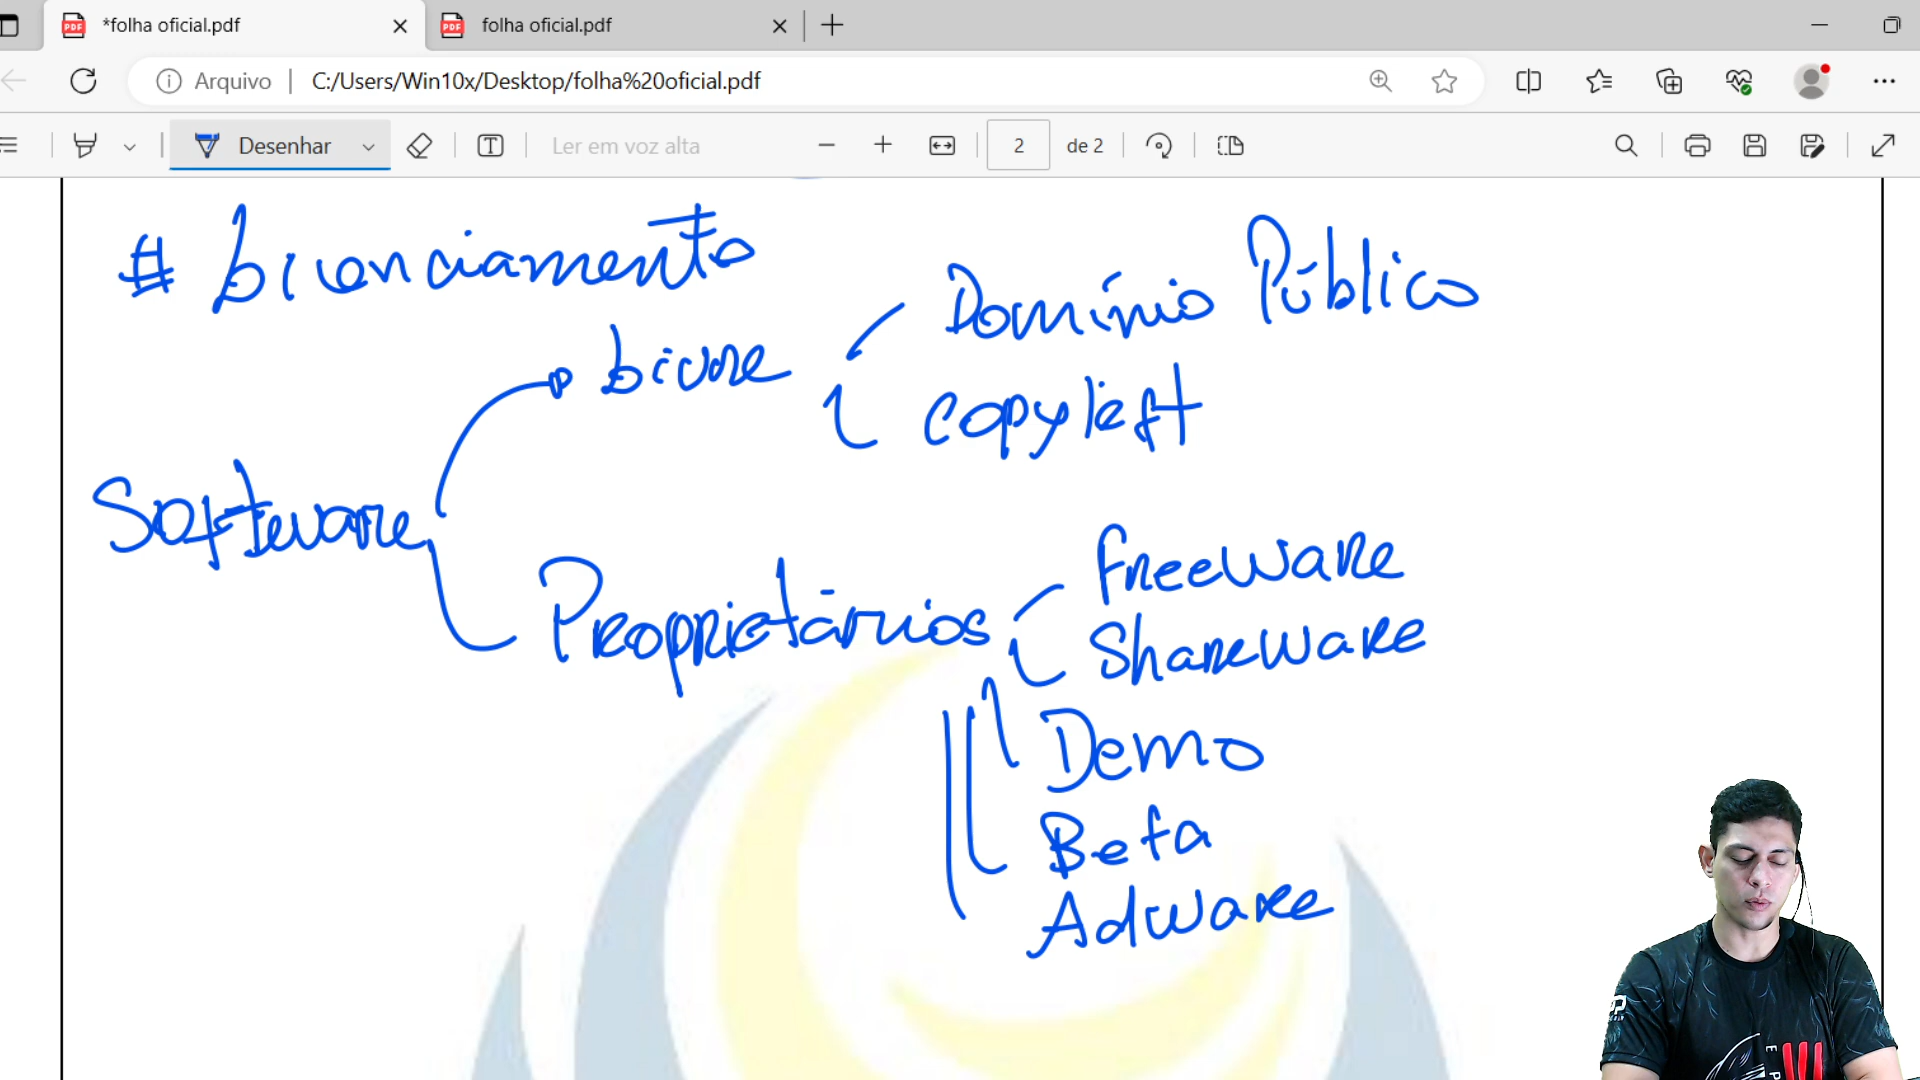 *folha oficial.pdf
folha oficial.pdf
Arquivo
C:/Users/Win10x/Desktop/folha%20oficial.pdf
Desenhar
Ler em voz alta
2
de 2
# Licenciamento
Domínio Público
Livre
copyleft
Software
Freeware
Proprietários
Shareware
Demo
Beta
Adware